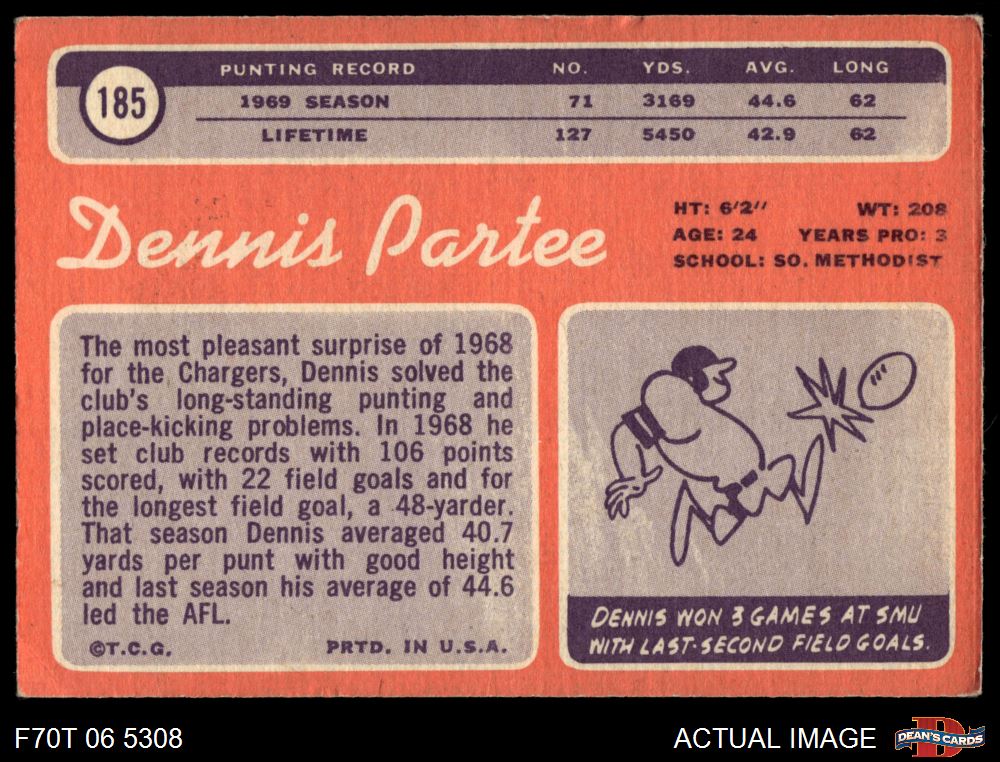 185
PUNTING RECORD NO. YDS. AVG. LONG
1969 SEASON 71 3169 44.6 62
LIFETIME 127 5450 42.9 62
Dennis Partee
HT: 6'2" WT: 208
AGE: 24 YEARS PRO: 3
SCHOOL: SO. METHODIST
The most pleasant surprise of 1968
for the Chargers, Dennis solved the
club's long-standing punting and
place-kicking problems. In 1968 he
set club records with 106 points
scored, with 22 field goals and for
the longest field goal, a 48-yarder.
That season Dennis averaged 40.7
yards per punt with good height
and last season his average of 44.6
led the AFL.
©T.C.G. PRTD. IN U.S.A.
DENNIS WON 3 GAMES AT SMU
WITH LAST-SECOND FIELD GOALS.
F70T 06 5308 ACTUAL IMAGE
D
DEAN'S CARDS